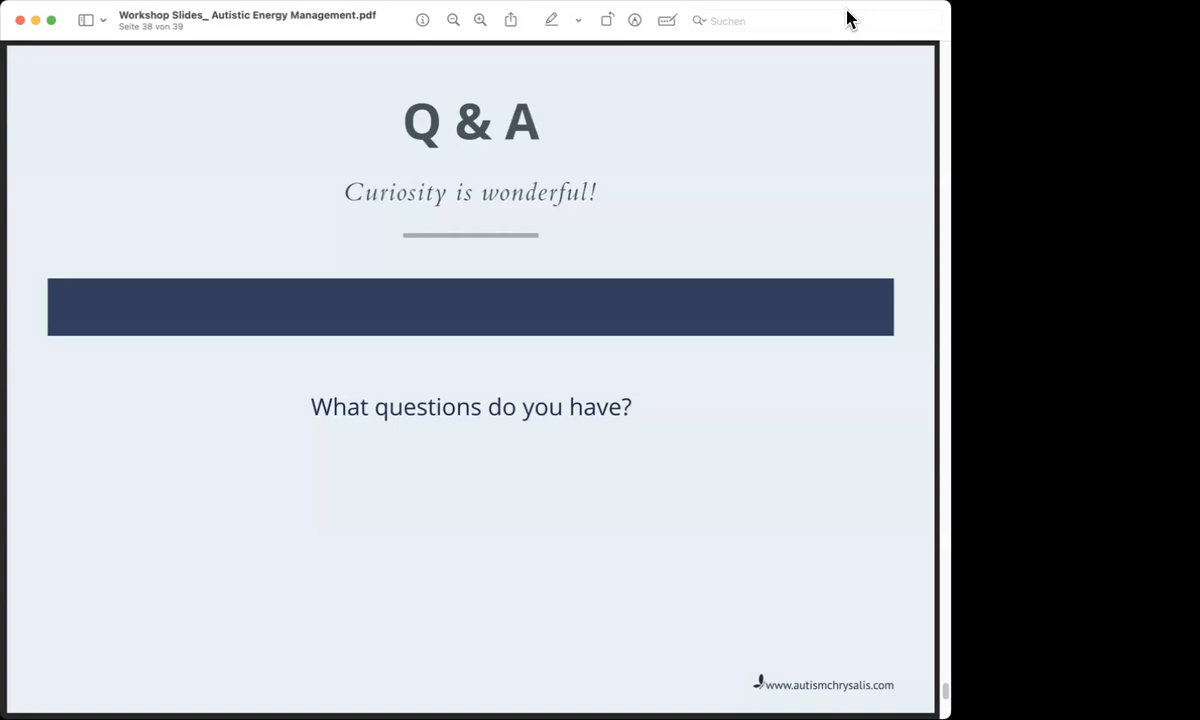 Workshop Slides_ Autistic Energy Management.pdf
Seite 38 von 39
Suchen
Q & A
Curiosity is wonderful!
What questions do you have?
www.autismchrysalis.com